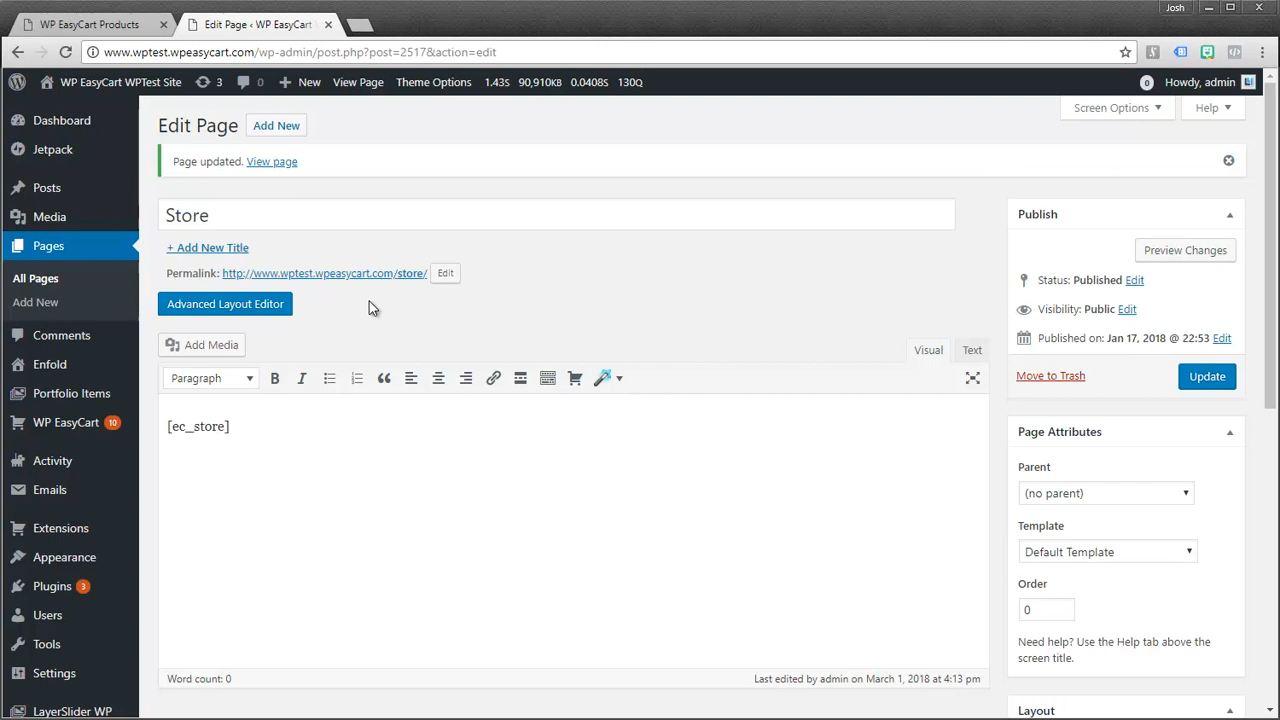 Josh
WP EasyCart Products
Edit Page ‹ WP EasyCart
www.wptest.wpeasycart.com/wp-admin/post.php?post=2517&action=edit
WP EasyCart WPTest Site 3 0 New View Page Theme Options 1.43S 90,910KB 0.0408S 130Q 0 Howdy, admin
Dashboard
Jetpack
Posts
Media
Pages
All Pages
Add New
Comments
Enfold
Portfolio Items
WP EasyCart 10
Activity
Emails
Extensions
Appearance
Plugins 3
Users
Tools
Settings
LayerSlider WP
Screen Options
Help
Edit Page
Add New
Page updated. View page
Store
+ Add New Title
Permalink: http://www.wptest.wpeasycart.com/store/ Edit
Advanced Layout Editor
Add Media
Visual
Text
Paragraph B I
[ec_store]
Word count: 0
Last edited by admin on March 1, 2018 at 4:13 pm
Publish
Preview Changes
Status: Published Edit
Visibility: Public Edit
Published on: Jan 17, 2018 @ 22:53 Edit
Move to Trash
Update
Page Attributes
Parent
(no parent)
Template
Default Template
Order
0
Need help? Use the Help tab above the
screen title.
Layout